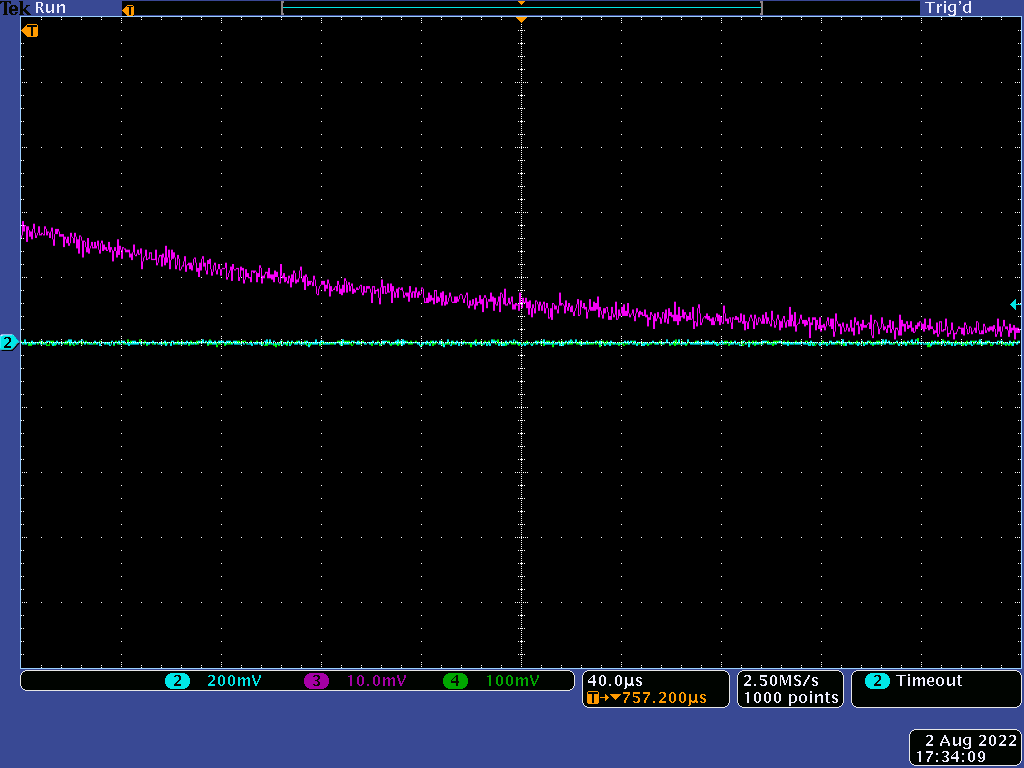 Tek Run Trig'd
T
T
2
2 200mV 3 10.0mV 4 100mV
40.0µs
T→▼757.200µs
2.50MS/s
1000 points
2 Timeout
2 Aug 2022
17:34:09